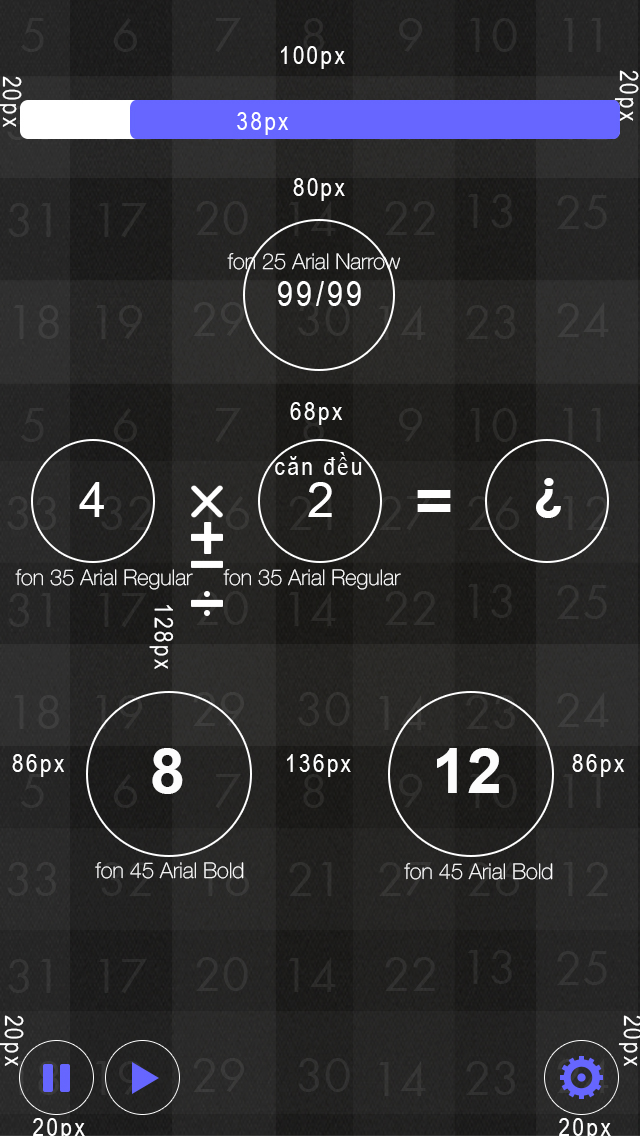 100px
20px
20px
38px
80px
fon 25 Arial Narrow
99/99
68px
căn đều
4 × 2 = ¿
+
−
÷
fon 35 Arial Regular
fon 35 Arial Regular
128px
86px
8
136px
12
86px
fon 45 Arial Bold
fon 45 Arial Bold
20px
20px
20px
20px